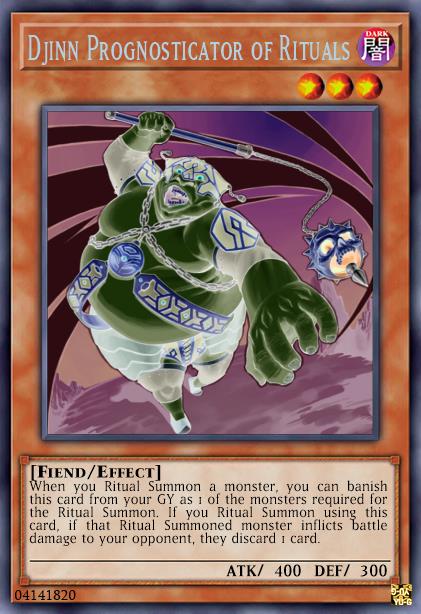 Djinn Prognosticator of Rituals
DARK
闇
[Fiend/Effect]
When you Ritual Summon a monster, you can banish
this card from your GY as 1 of the monsters required for
the Ritual Summon. If you Ritual Summon using this
card, if that Ritual Summoned monster inflicts battle
damage to your opponent, they discard 1 card.
ATK/ 400 DEF/ 300
04141820